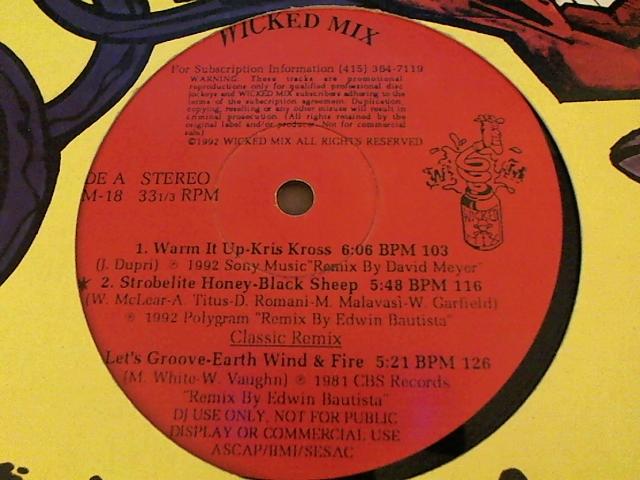 WICKED MIX
For Subscription Information (415) 364-7119
WARNING: These tracks are promotional
reproductions only for qualified professional disc
jockeys and WICKED MIX subscribers adhering to the
terms of the subscription agreement. Duplication,
copying, reselling or any other misuse will result in
criminal prosecution. (All rights retained by the
original label and/or producer. Not for commercial
sale)
©1992 WICKED MIX ALL RIGHTS RESERVED
DE A STEREO
M-18 33 1/3 RPM
WICKED
MIX
1. Warm It Up-Kris Kross 6:06 BPM 103
(J. Dupri) ℗ 1992 Sony Music "Remix By David Meyer"
* 2. Strobelite Honey-Black Sheep 5:48 BPM 116
(W. McLear-A. Titus-D. Romani-M. Malavasi-W. Garfield)
℗ 1992 Polygram "Remix By Edwin Bautista"
Classic Remix
Let's Groove-Earth Wind & Fire 5:21 BPM 126
(M. White-W. Vaughn) ℗ 1981 CBS Records
"Remix By Edwin Bautista"
DJ USE ONLY, NOT FOR PUBLIC
DISPLAY OR COMMERCIAL USE
ASCAP/BMI/SESAC